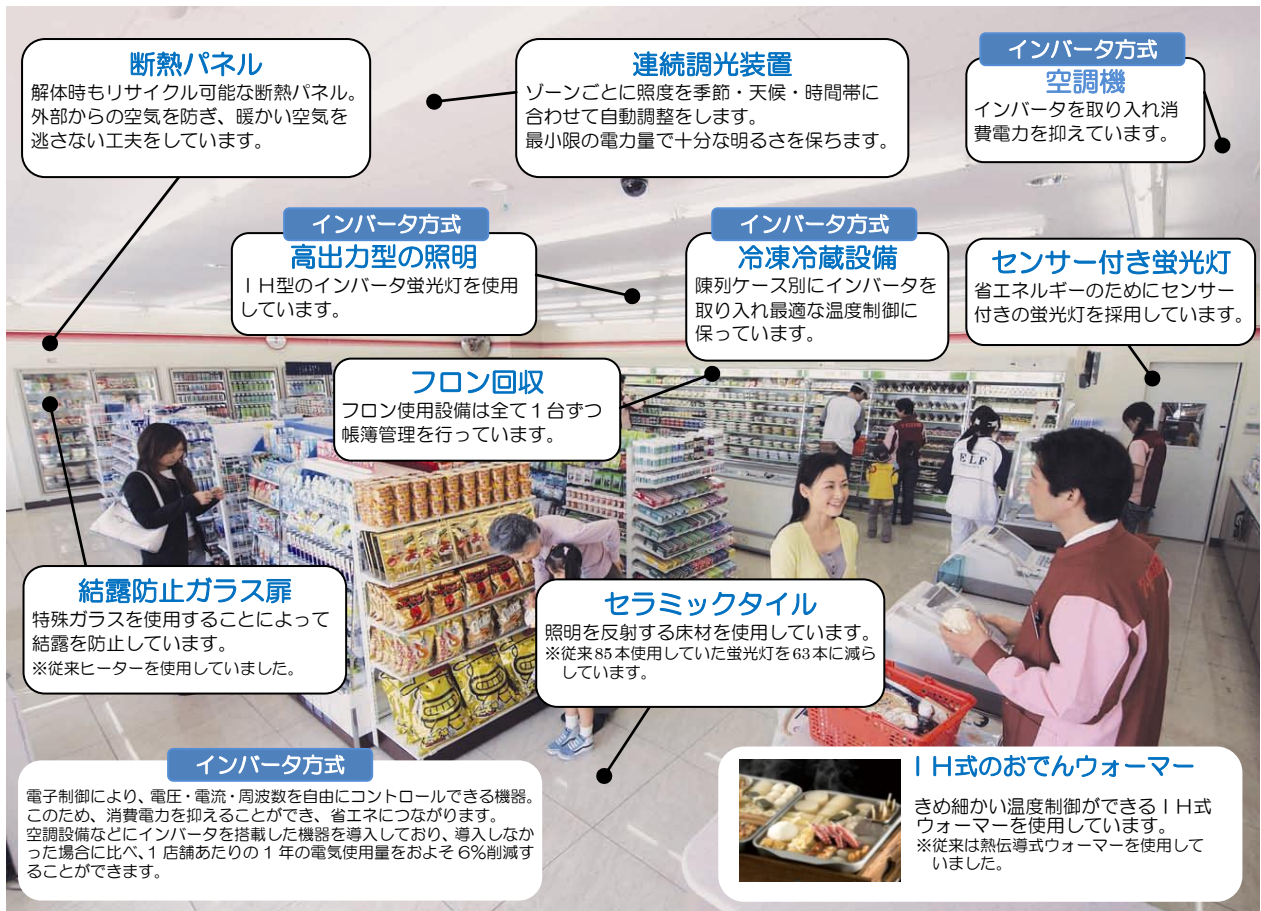 断熱パネル
解体時もリサイクル可能な断熱パネル。
外部からの空気を防ぎ、暖かい空気を
逃さない工夫をしています。
連続調光装置
ゾーンごとに照度を季節・天候・時間帯に
合わせて自動調整をします。
最小限の電力量で十分な明るさを保ちます。
インバータ方式
空調機
インバータを取り入れ消
費電力を抑えています。
インバータ方式
高出力型の照明
ＩＨ型のインバータ蛍光灯を使用
しています。
インバータ方式
冷凍冷蔵設備
陳列ケース別にインバータを
取り入れ最適な温度制御に
保っています。
センサー付き蛍光灯
省エネルギーのためにセンサー
付きの蛍光灯を採用しています。
フロン回収
フロン使用設備は全て１台ずつ
帳簿管理を行っています。
ELF
結露防止ガラス扉
特殊ガラスを使用することによって
結露を防止しています。
※従来ヒーターを使用していました。
セラミックタイル
照明を反射する床材を使用しています。
※従来85本使用していた蛍光灯を63本に減ら
しています。
インバータ方式
電子制御により、電圧・電流・周波数を自由にコントロールできる機器。
このため、消費電力を抑えることができ、省エネにつながります。
空調設備などにインバータを搭載した機器を導入しており、導入しなか
った場合に比べ、1 店舗あたりの 1 年の電気使用量をおよそ 6%削減す
ることができます。
ＩＨ式のおでんウォーマー
きめ細かい温度制御ができるＩＨ式
ウォーマーを使用しています。
※従来は熱伝導式ウォーマーを使用して
いました。